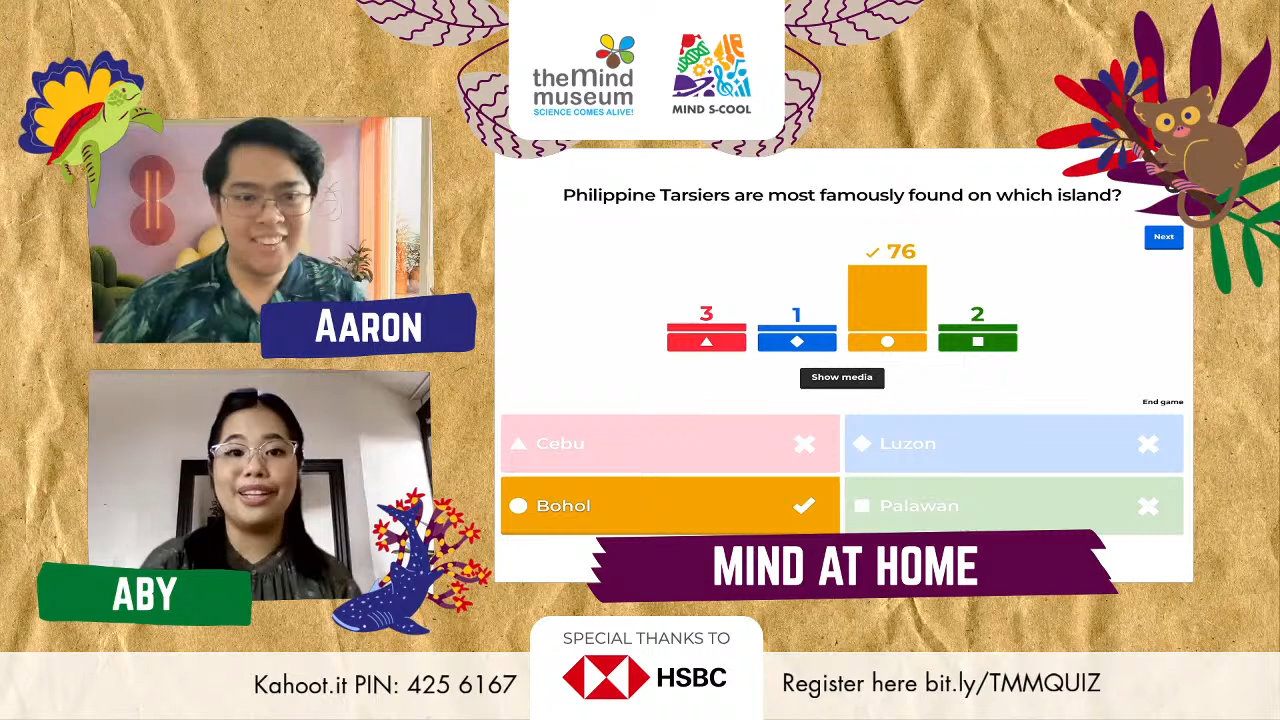 themind
museum
SCIENCE COMES ALIVE!
MIND S-COOL
Philippine Tarsiers are most famously found on which island?
Next
76
3
1
2
Show media
End game
Cebu
Luzon
Bohol
Palawan
AARON
ABY
MIND AT HOME
SPECIAL THANKS TO
HSBC
Kahoot.it PIN: 425 6167
Register here bit.ly/TMMQUIZ